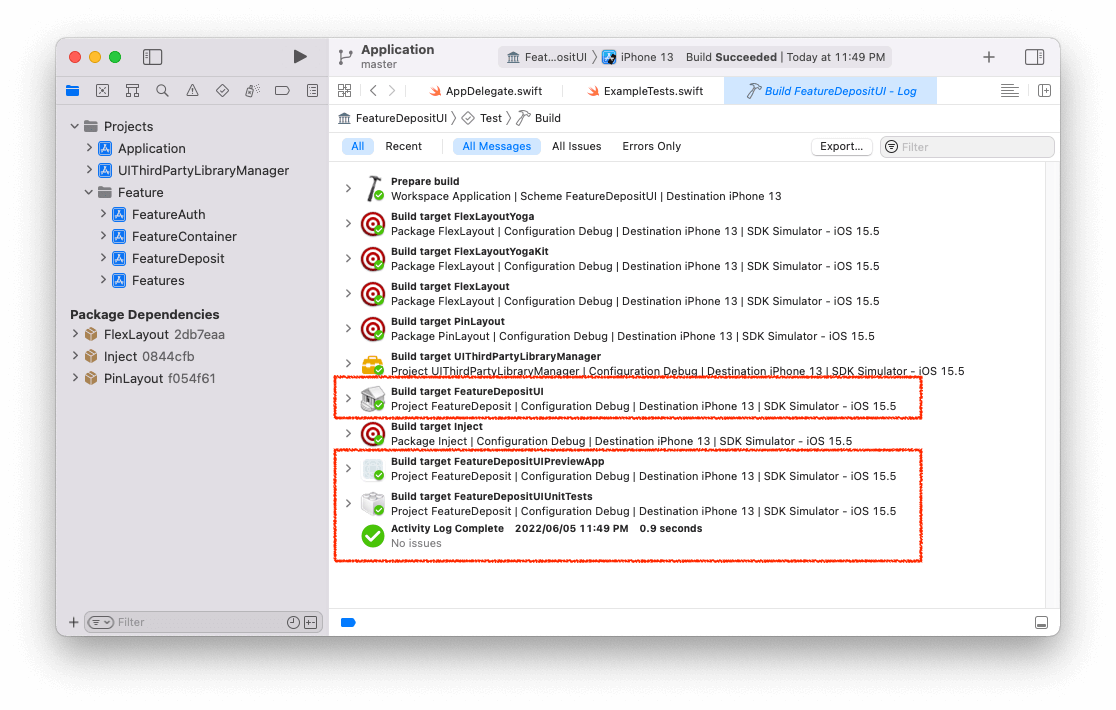 Application
master
Feat...ositUI
iPhone 13
Build Succeeded | Today at 11:49 PM
AppDelegate.swift
ExampleTests.swift
Build FeatureDepositUI - Log
FeatureDepositUI
Test
Build
All
Recent
All Messages
All Issues
Errors Only
Export...
Filter
Projects
Application
UIThirdPartyLibraryManager
Feature
FeatureAuth
FeatureContainer
FeatureDeposit
Features
Package Dependencies
FlexLayout 2db7eaa
Inject 0844cfb
PinLayout f054f61
Filter
Prepare build
Workspace Application | Scheme FeatureDepositUI | Destination iPhone 13
Build target FlexLayoutYoga
Package FlexLayout | Configuration Debug | Destination iPhone 13 | SDK Simulator - iOS 15.5
Build target FlexLayoutYogaKit
Package FlexLayout | Configuration Debug | Destination iPhone 13 | SDK Simulator - iOS 15.5
Build target FlexLayout
Package FlexLayout | Configuration Debug | Destination iPhone 13 | SDK Simulator - iOS 15.5
Build target PinLayout
Package PinLayout | Configuration Debug | Destination iPhone 13 | SDK Simulator - iOS 15.5
Build target UIThirdPartyLibraryManager
Project UIThirdPartyLibraryManager | Configuration Debug | Destination iPhone 13 | SDK Simulator - iOS 15.5
Build target FeatureDepositUI
Project FeatureDeposit | Configuration Debug | Destination iPhone 13 | SDK Simulator - iOS 15.5
Build target Inject
Package Inject | Configuration Debug | Destination iPhone 13 | SDK Simulator - iOS 15.5
Build target FeatureDepositUIPreviewApp
Project FeatureDeposit | Configuration Debug | Destination iPhone 13 | SDK Simulator - iOS 15.5
Build target FeatureDepositUIUnitTests
Project FeatureDeposit | Configuration Debug | Destination iPhone 13 | SDK Simulator - iOS 15.5
Activity Log Complete 2022/06/05 11:49 PM 0.9 seconds
No issues